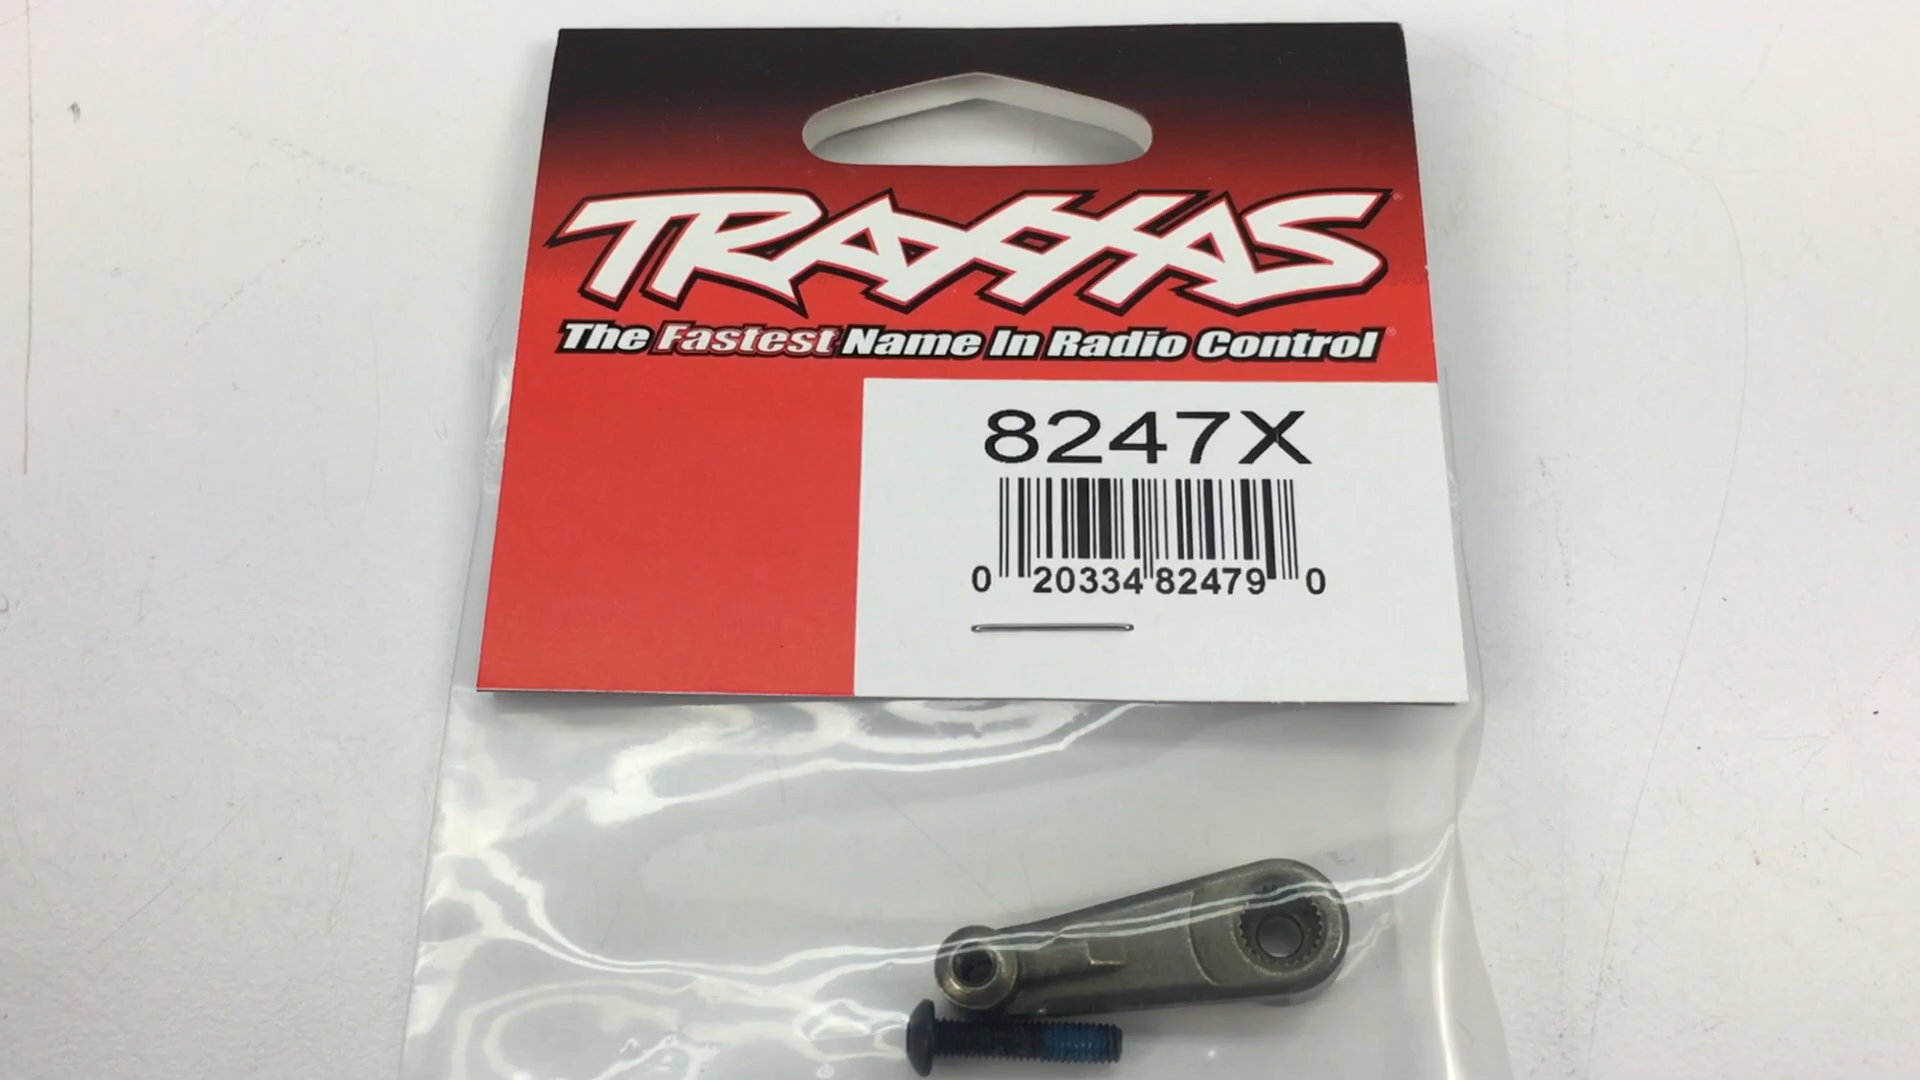 TRAXXAS®
The Fastest Name In Radio Control®
8247X
0 20334 82479 0